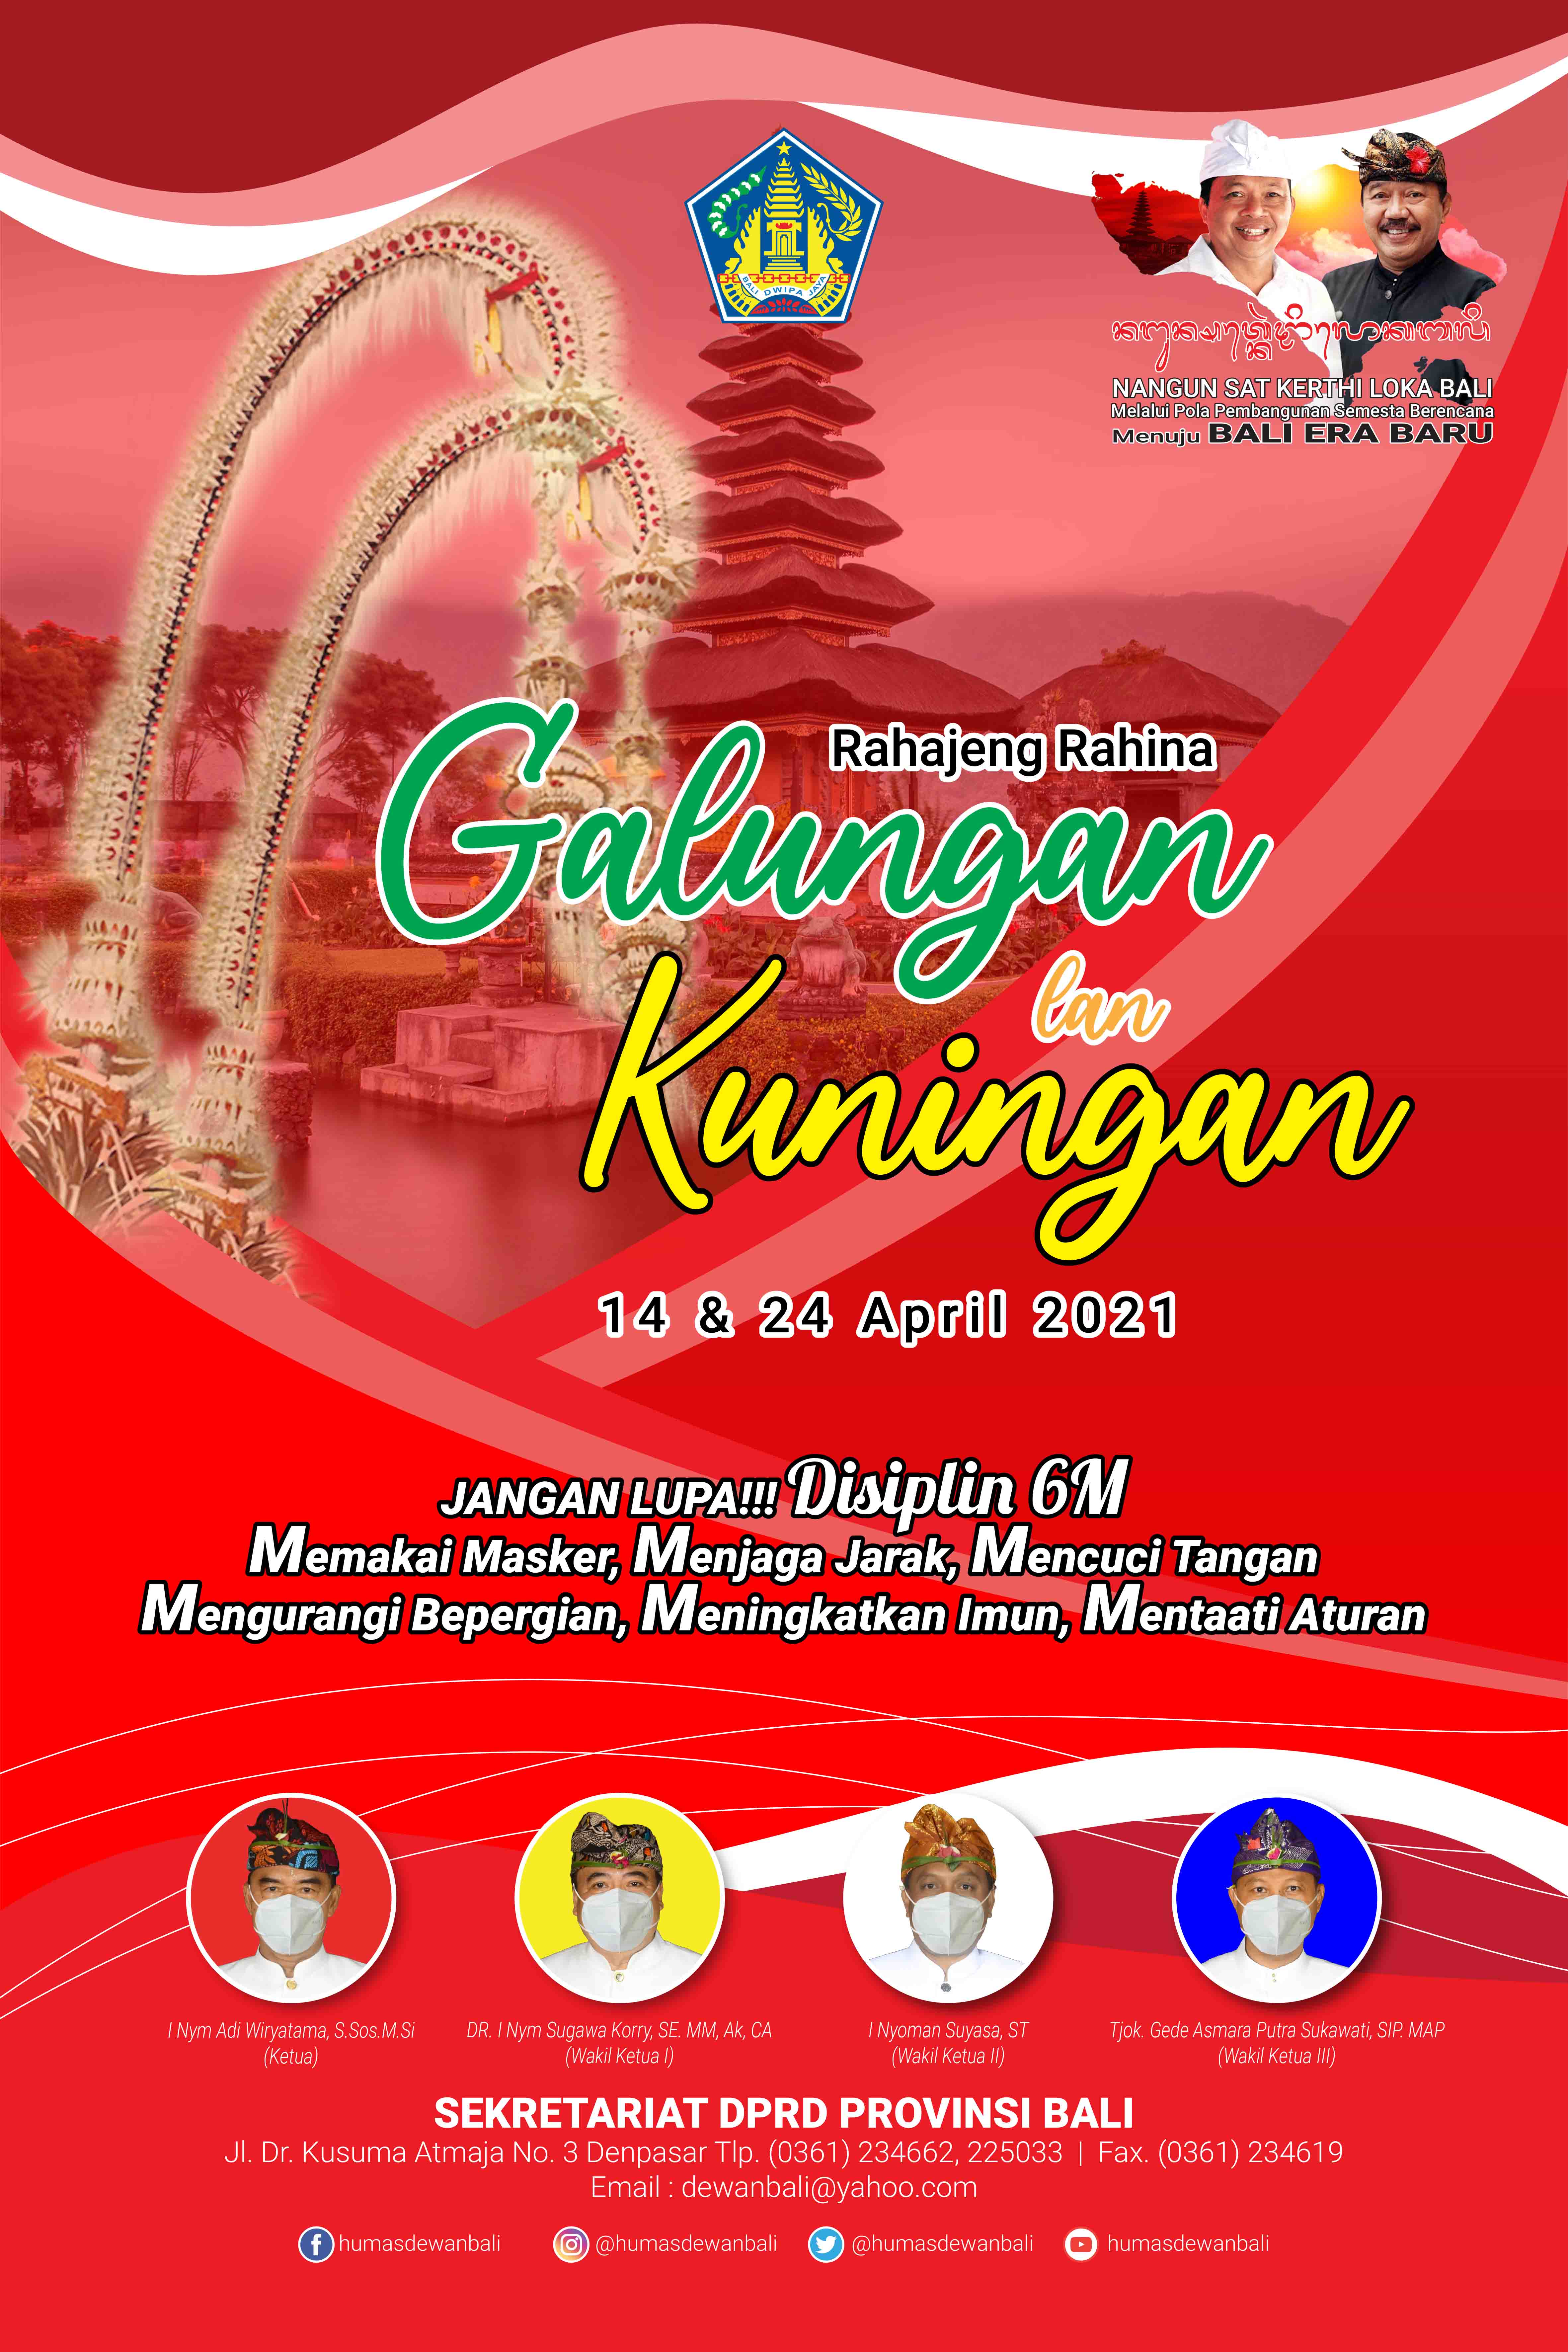 BALI DWIPA JAYA
NANGUN SAT KERTHI LOKA BALI
Melalui Pola Pembangunan Semesta Berencana
Menuju BALI ERA BARU
Rahajeng Rahina
Galungan
lan
Kuningan
14 & 24 April 2021
JANGAN LUPA!!! Disiplin 6M
Memakai Masker, Menjaga Jarak, Mencuci Tangan
Mengurangi Bepergian, Meningkatkan Imun, Mentaati Aturan
I Nym Adi Wiryatama, S.Sos.M.Si
(Ketua)
DR. I Nym Sugawa Korry, SE. MM, Ak, CA
(Wakil Ketua I)
I Nyoman Suyasa, ST
(Wakil Ketua II)
Tjok. Gede Asmara Putra Sukawati, SIP. MAP
(Wakil Ketua III)
SEKRETARIAT DPRD PROVINSI BALI
Jl. Dr. Kusuma Atmaja No. 3 Denpasar Tlp. (0361) 234662, 225033 | Fax. (0361) 234619
Email : dewanbali@yahoo.com
humasdewanbali @humasdewanbali @humasdewanbali humasdewanbali